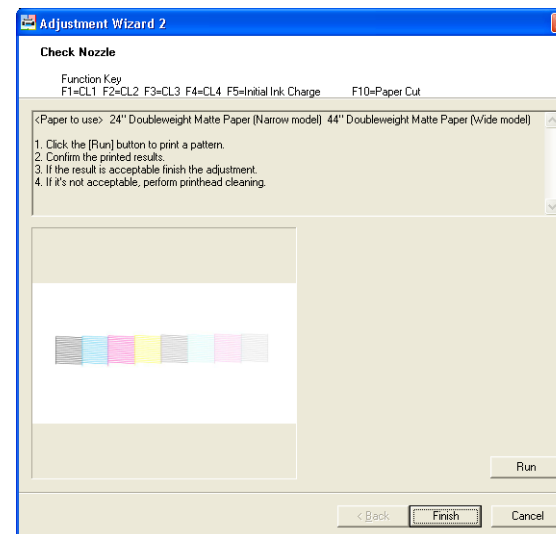 Adjustment Wizard 2
Check Nozzle
Function Key
F1=CL1 F2=CL2 F3=CL3 F4=CL4 F5=Initial Ink Charge F10=Paper Cut
<Paper to use> 24'' Doubleweight Matte Paper (Narrow model) 44'' Doubleweight Matte Paper (Wide model)
1. Click the [Run] button to print a pattern.
2. Confirm the printed results.
3. If the result is acceptable finish the adjustment.
4. If it's not acceptable, perform printhead cleaning.
Run
< Back Finish Cancel